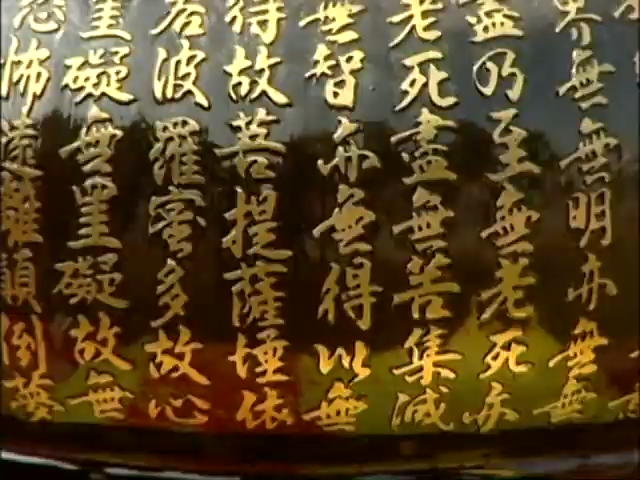 界無無明亦無無
盡乃至無老死亦
老死盡無苦集滅
無智亦無得以無
得故菩提薩埵依
若波羅蜜多故心
罣礙無罣礙故無
恐怖遠離顛倒夢